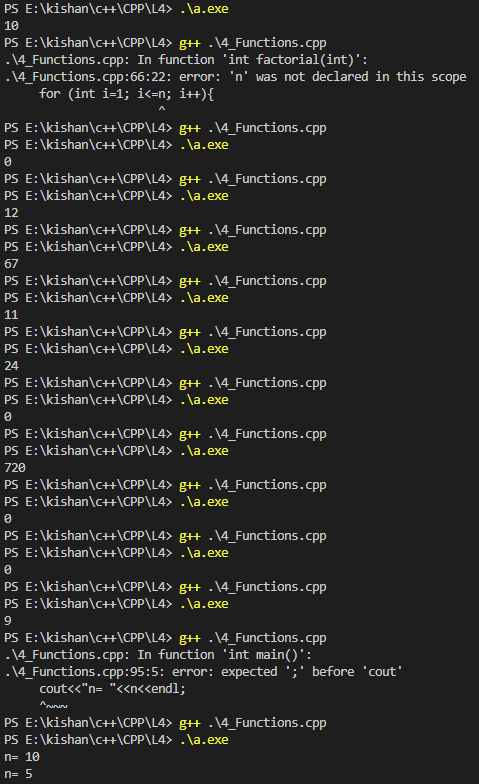 PS E:\kishan\c++\CPP\L4> .\a.exe
10
PS E:\kishan\c++\CPP\L4> g++ .\4_Functions.cpp
.\4_Functions.cpp: In function 'int factorial(int)':
.\4_Functions.cpp:66:22: error: 'n' was not declared in this scope
     for (int i=1; i<=n; i++){
                      ^
PS E:\kishan\c++\CPP\L4> g++ .\4_Functions.cpp
PS E:\kishan\c++\CPP\L4> .\a.exe
0
PS E:\kishan\c++\CPP\L4> g++ .\4_Functions.cpp
PS E:\kishan\c++\CPP\L4> .\a.exe
12
PS E:\kishan\c++\CPP\L4> g++ .\4_Functions.cpp
PS E:\kishan\c++\CPP\L4> .\a.exe
67
PS E:\kishan\c++\CPP\L4> g++ .\4_Functions.cpp
PS E:\kishan\c++\CPP\L4> .\a.exe
11
PS E:\kishan\c++\CPP\L4> g++ .\4_Functions.cpp
PS E:\kishan\c++\CPP\L4> .\a.exe
24
PS E:\kishan\c++\CPP\L4> g++ .\4_Functions.cpp
PS E:\kishan\c++\CPP\L4> .\a.exe
0
PS E:\kishan\c++\CPP\L4> g++ .\4_Functions.cpp
PS E:\kishan\c++\CPP\L4> .\a.exe
720
PS E:\kishan\c++\CPP\L4> g++ .\4_Functions.cpp
PS E:\kishan\c++\CPP\L4> .\a.exe
0
PS E:\kishan\c++\CPP\L4> g++ .\4_Functions.cpp
PS E:\kishan\c++\CPP\L4> .\a.exe
0
PS E:\kishan\c++\CPP\L4> g++ .\4_Functions.cpp
PS E:\kishan\c++\CPP\L4> .\a.exe
9
PS E:\kishan\c++\CPP\L4> g++ .\4_Functions.cpp
.\4_Functions.cpp: In function 'int main()':
.\4_Functions.cpp:95:5: error: expected ';' before 'cout'
     cout<<"n= "<<n<<endl;
     ^~~~
PS E:\kishan\c++\CPP\L4> g++ .\4_Functions.cpp
PS E:\kishan\c++\CPP\L4> .\a.exe
n= 10
n= 5